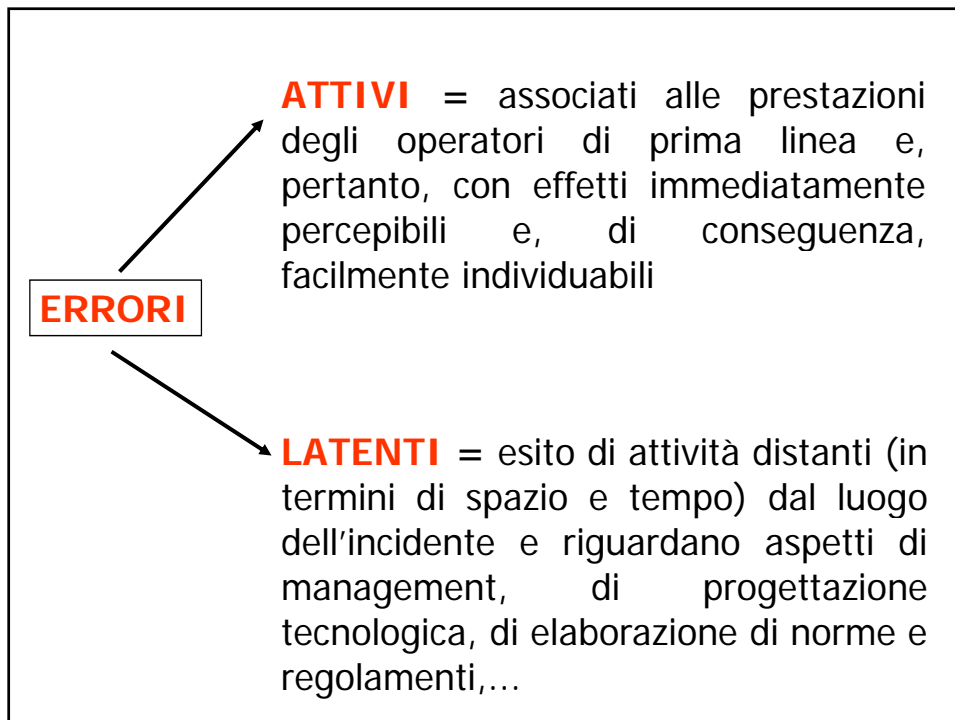 ATTIVI = associati alle prestazioni
degli operatori di prima linea e,
pertanto, con effetti immediatamente
percepibili e, di conseguenza,
facilmente individuabili
ERRORI
LATENTI = esito di attività distanti (in
termini di spazio e tempo) dal luogo
dell'incidente e riguardano aspetti di
management, di progettazione
tecnologica, di elaborazione di norme e
regolamenti,...